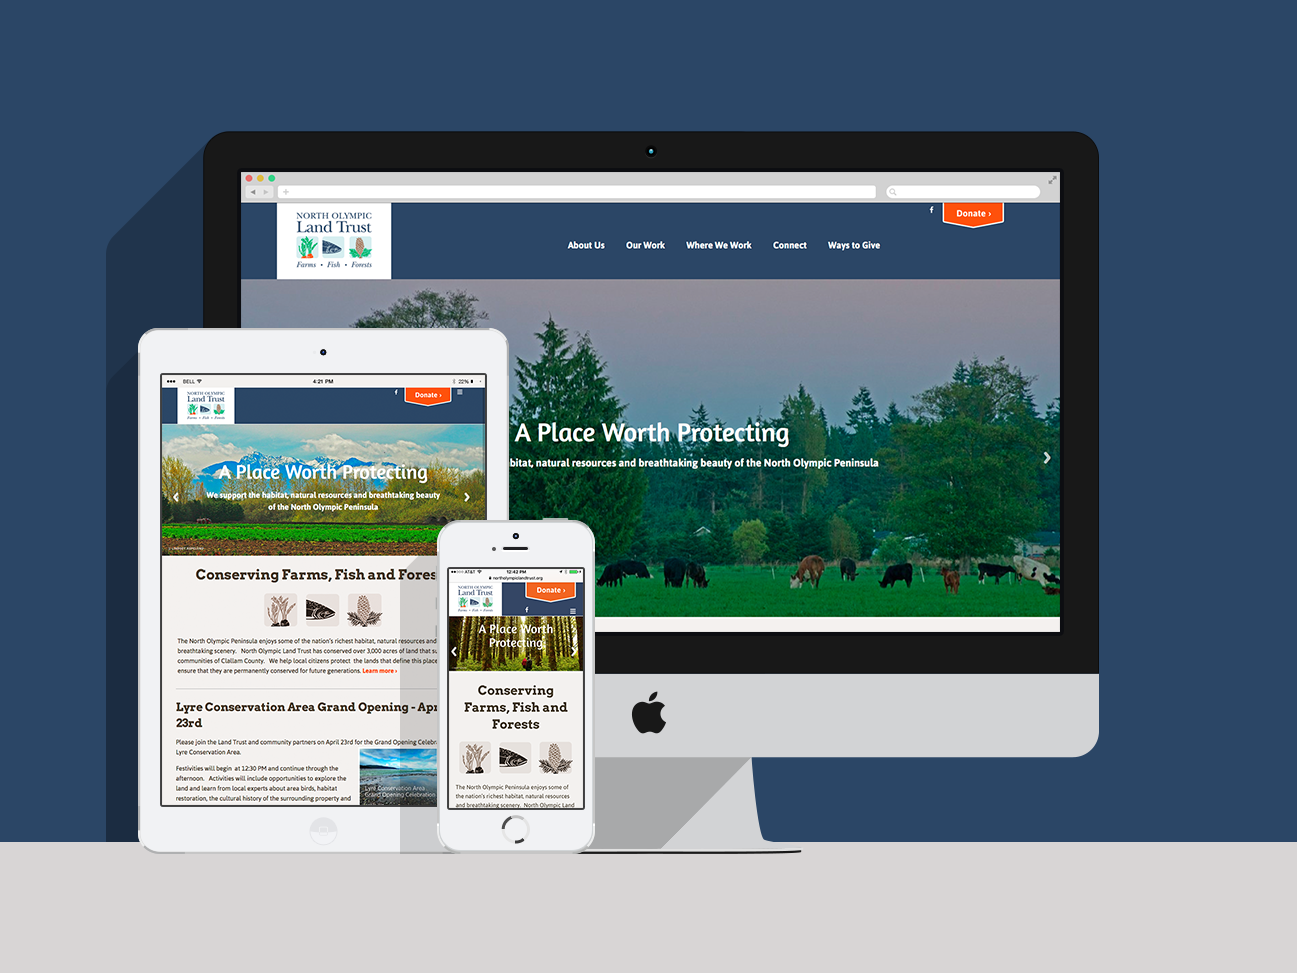 NORTH OLYMPIC
Land Trust
Farms • Fish • Forests
Donate ›
About Us
Our Work
Where We Work
Connect
Ways to Give
A Place Worth Protecting
bitat, natural resources and breathtaking beauty of the North Olympic Peninsula
BELL
4:21 PM
22%
NORTH OLYMPIC
Land Trust
Farms • Fish • Forests
Donate ›
A Place Worth Protecting
We support the habitat, natural resources and breathtaking beauty
of the North Olympic Peninsula
Conserving Farms, Fish and Fores
The North Olympic Peninsula enjoys some of the nation's richest habitat, natural resources and
breathtaking scenery. North Olympic Land Trust has conserved over 3,000 acres of land that su
communities of Clallam County. We help local citizens protect the lands that define this place
ensure that they are permanently conserved for future generations. Learn more ›
Lyre Conservation Area Grand Opening - Apr
23rd
Please join the Land Trust and community partners on April 23rd for the Grand Opening Celebr
Lyre Conservation Area.
Festivities will begin at 12:30 PM and continue through the
afternoon. Activities will include opportunities to explore the
land and learn from local experts about area birds, habitat
restoration, the cultural history of the surrounding property and
Lyre Conservation Area
Grand Opening Celebration
AT&T
12:42 PM
northolympiclandtrust.org
NORTH OLYMPIC
Land Trust
Farms • Fish • Forests
Donate ›
A Place Worth
Protecting
Conserving
Farms, Fish and
Forests
The North Olympic Peninsula enjoys some of
the nation's richest habitat, natural resources
and breathtaking scenery. North Olympic Land